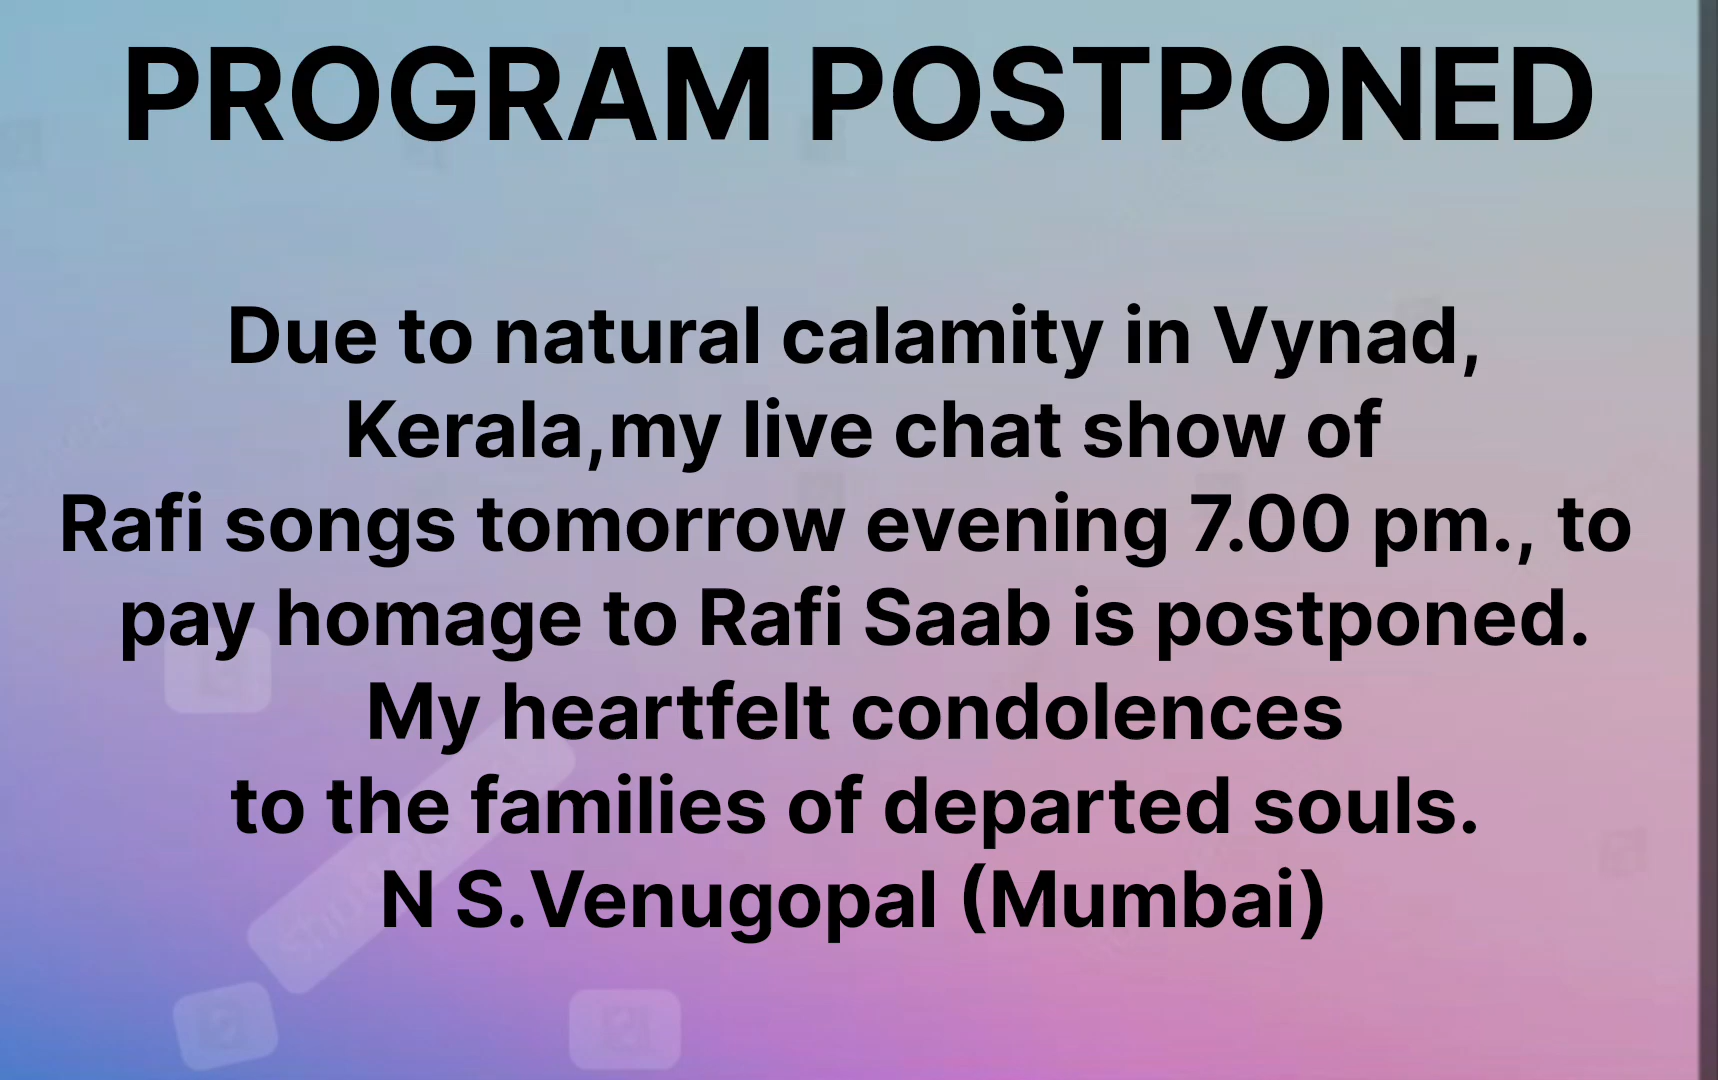 PROGRAM POSTPONED
Due to natural calamity in Vynad,
Kerala,my live chat show of
Rafi songs tomorrow evening 7.00 pm., to
pay homage to Rafi Saab is postponed.
My heartfelt condolences
to the families of departed souls.
N S.Venugopal (Mumbai)